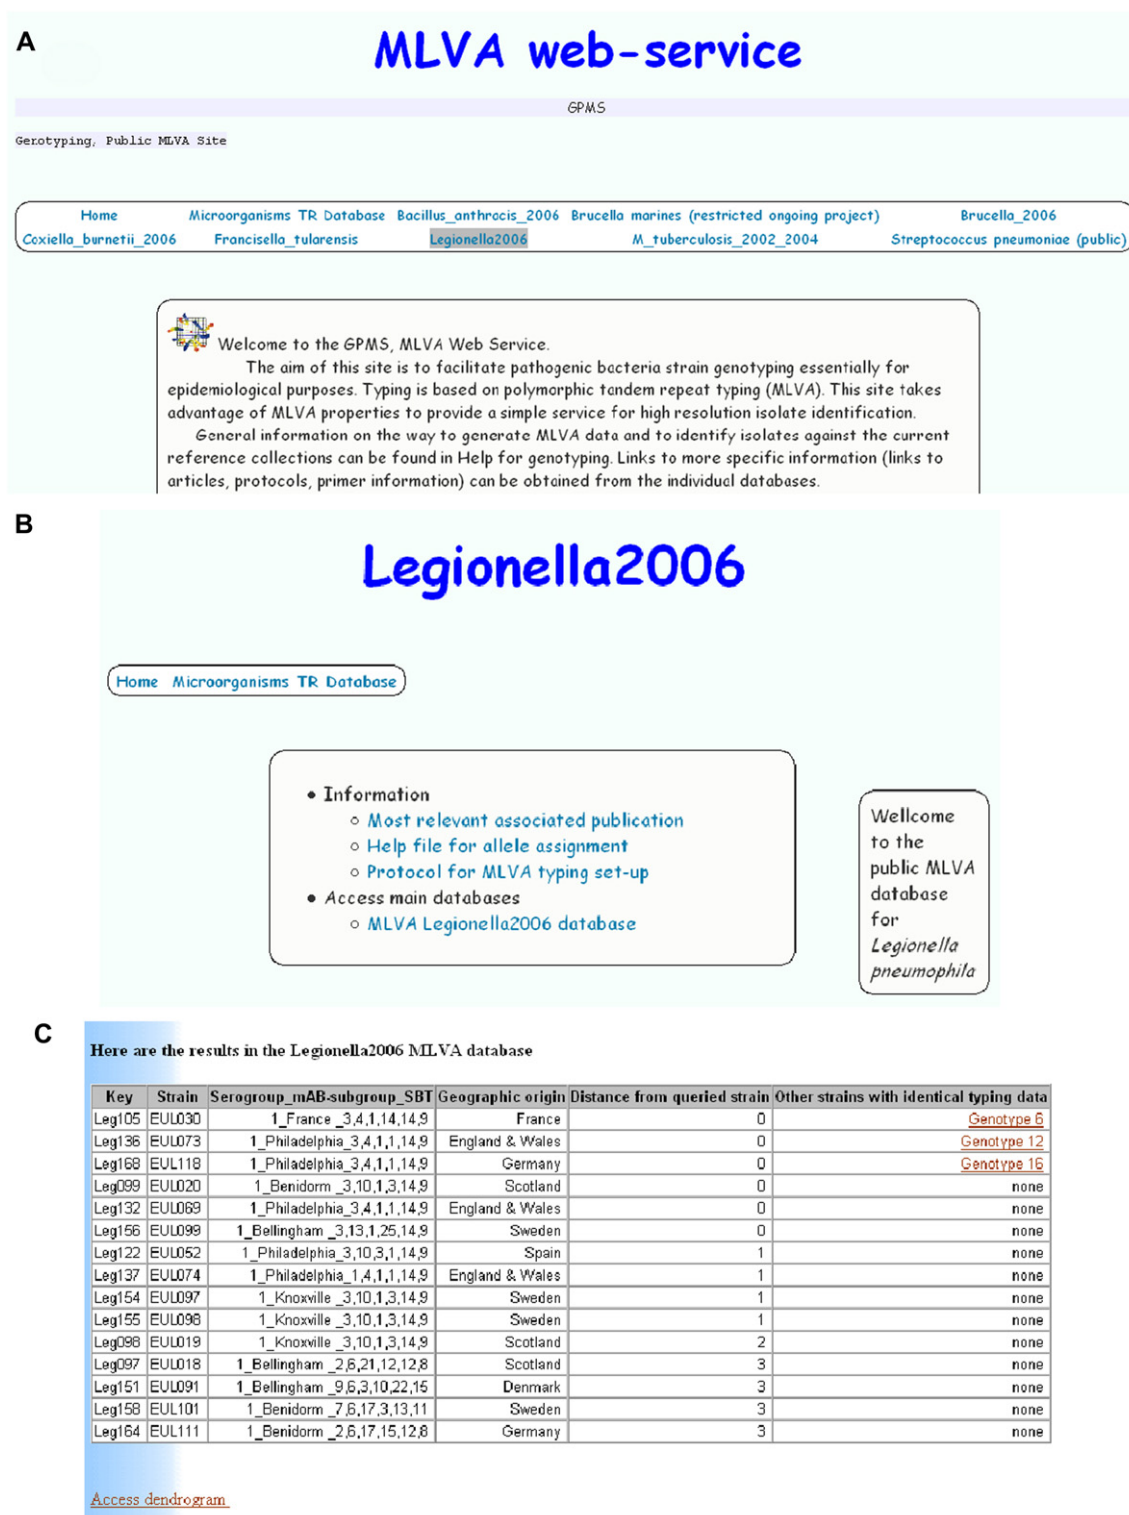 A
MLVA web-service
GPMS
Genotyping, Public MLVA Site
Home Microorganisms TR Database Bacillus_anthracis_2006 Brucella marines (restricted ongoing project) Brucella_2006
Coxiella_burnetii_2006 Francisella_tularensis Legionella2006 M_tuberculosis_2002_2004 Streptococcus pneumoniae (public)
Welcome to the GPMS, MLVA Web Service.
The aim of this site is to facilitate pathogenic bacteria strain genotyping essentially for
epidemiological purposes. Typing is based on polymorphic tandem repeat typing (MLVA). This site takes
advantage of MLVA properties to provide a simple service for high resolution isolate identification.
General information on the way to generate MLVA data and to identify isolates against the current
reference collections can be found in Help for genotyping. Links to more specific information (links to
articles, protocols, primer information) can be obtained from the individual databases.
B
Legionella2006
Home Microorganisms TR Database
• Information
○ Most relevant associated publication
○ Help file for allele assignment
○ Protocol for MLVA typing set-up
• Access main databases
○ MLVA Legionella2006 database
Wellcome
to the
public MLVA
database
for
Legionella
pneumophila
C
Here are the results in the Legionella2006 MLVA database
Key Strain Serogroup_mAB-subgroup_SBT Geographic origin Distance from queried strain Other strains with identical typing data
Leg105 EUL030 1_France _3,4,1,14,14,9 France 0 Genotype 6
Leg136 EUL073 1_Philadelphia_3,4,1,1,14,9 England & Wales 0 Genotype 12
Leg168 EUL118 1_Philadelphia_3,4,1,1,14,9 Germany 0 Genotype 16
Leg099 EUL020 1_Benidorm _3,10,1,3,14,9 Scotland 0 none
Leg132 EUL069 1_Philadelphia_3,4,1,1,14,9 England & Wales 0 none
Leg156 EUL099 1_Bellingham _3,13,1,25,14,9 Sweden 0 none
Leg122 EUL052 1_Philadelphia_3,10,3,1,14,9 Spain 1 none
Leg137 EUL074 1_Philadelphia_1,4,1,1,14,9 England & Wales 1 none
Leg154 EUL097 1_Knoxville _3,10,1,3,14,9 Sweden 1 none
Leg155 EUL098 1_Knoxville _3,10,1,3,14,9 Sweden 1 none
Leg098 EUL019 1_Knoxville _3,10,1,3,14,9 Scotland 2 none
Leg097 EUL018 1_Bellingham _2,6,21,12,12,8 Scotland 3 none
Leg151 EUL091 1_Bellingham _9,6,3,10,22,15 Denmark 3 none
Leg158 EUL101 1_Benidorm _7,6,17,3,13,11 Sweden 3 none
Leg164 EUL111 1_Benidorm _2,6,17,15,12,8 Germany 3 none
Access dendrogram